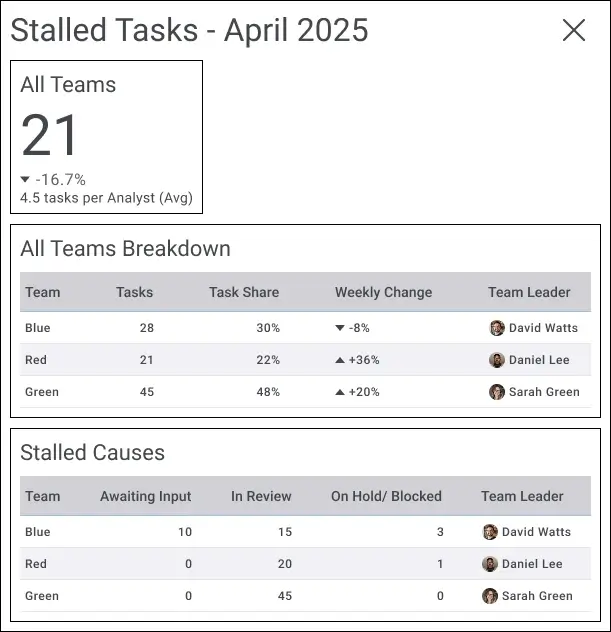 Stalled Tasks - April 2025
All Teams
21
▼ -16.7%
4.5 tasks per Analyst (Avg)
All Teams Breakdown
Team Tasks Task Share Weekly Change Team Leader
Blue 28 30% ▼ -8% David Watts
Red 21 22% ▲ +36% Daniel Lee
Green 45 48% ▲ +20% Sarah Green
Stalled Causes
Team Awaiting Input In Review On Hold/ Blocked Team Leader
Blue 10 15 3 David Watts
Red 0 20 1 Daniel Lee
Green 0 45 0 Sarah Green